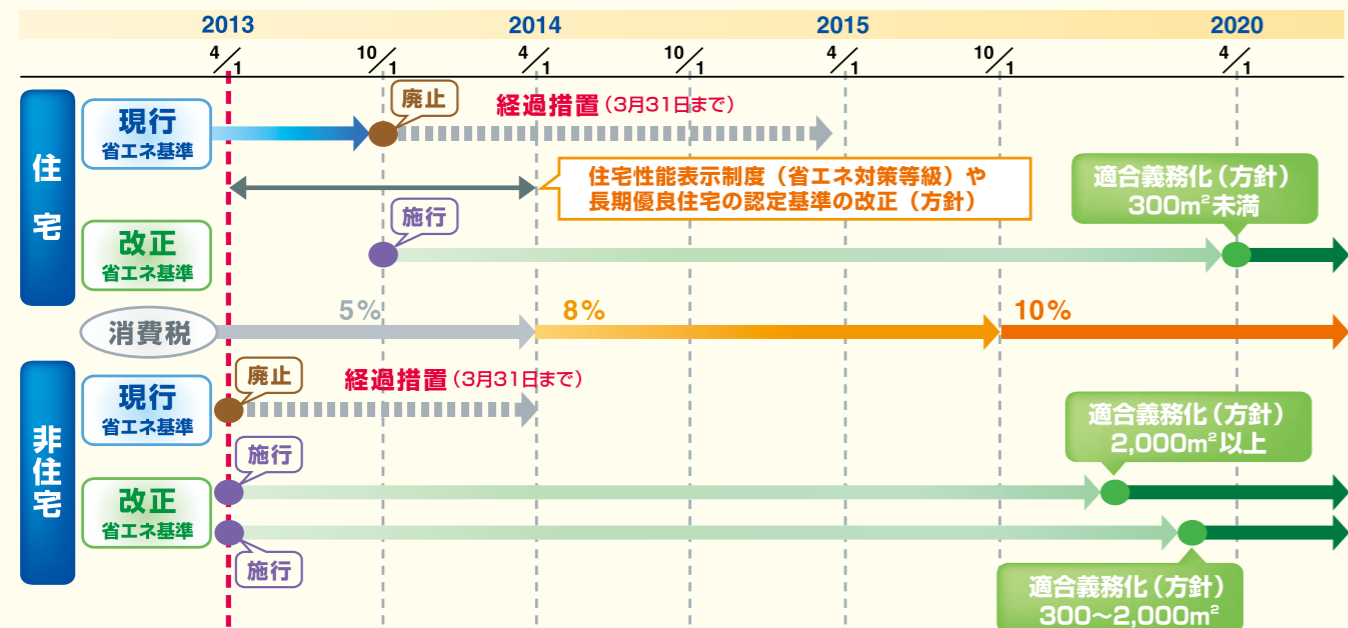 2013 2014 2015 2020
4/1 10/1 4/1 10/1 4/1 10/1 4/1
住宅
現行
省エネ基準
廃止
経過措置(3月31日まで)
住宅性能表示制度(省エネ対策等級)や
長期優良住宅の認定基準の改正(方針)
適合義務化(方針)
300m²未満
改正
省エネ基準
施行
消費税
5% 8% 10%
非住宅
現行
省エネ基準
廃止
経過措置(3月31日まで)
改正
省エネ基準
施行
適合義務化(方針)
2,000m²以上
施行
適合義務化(方針)
300〜2,000m²